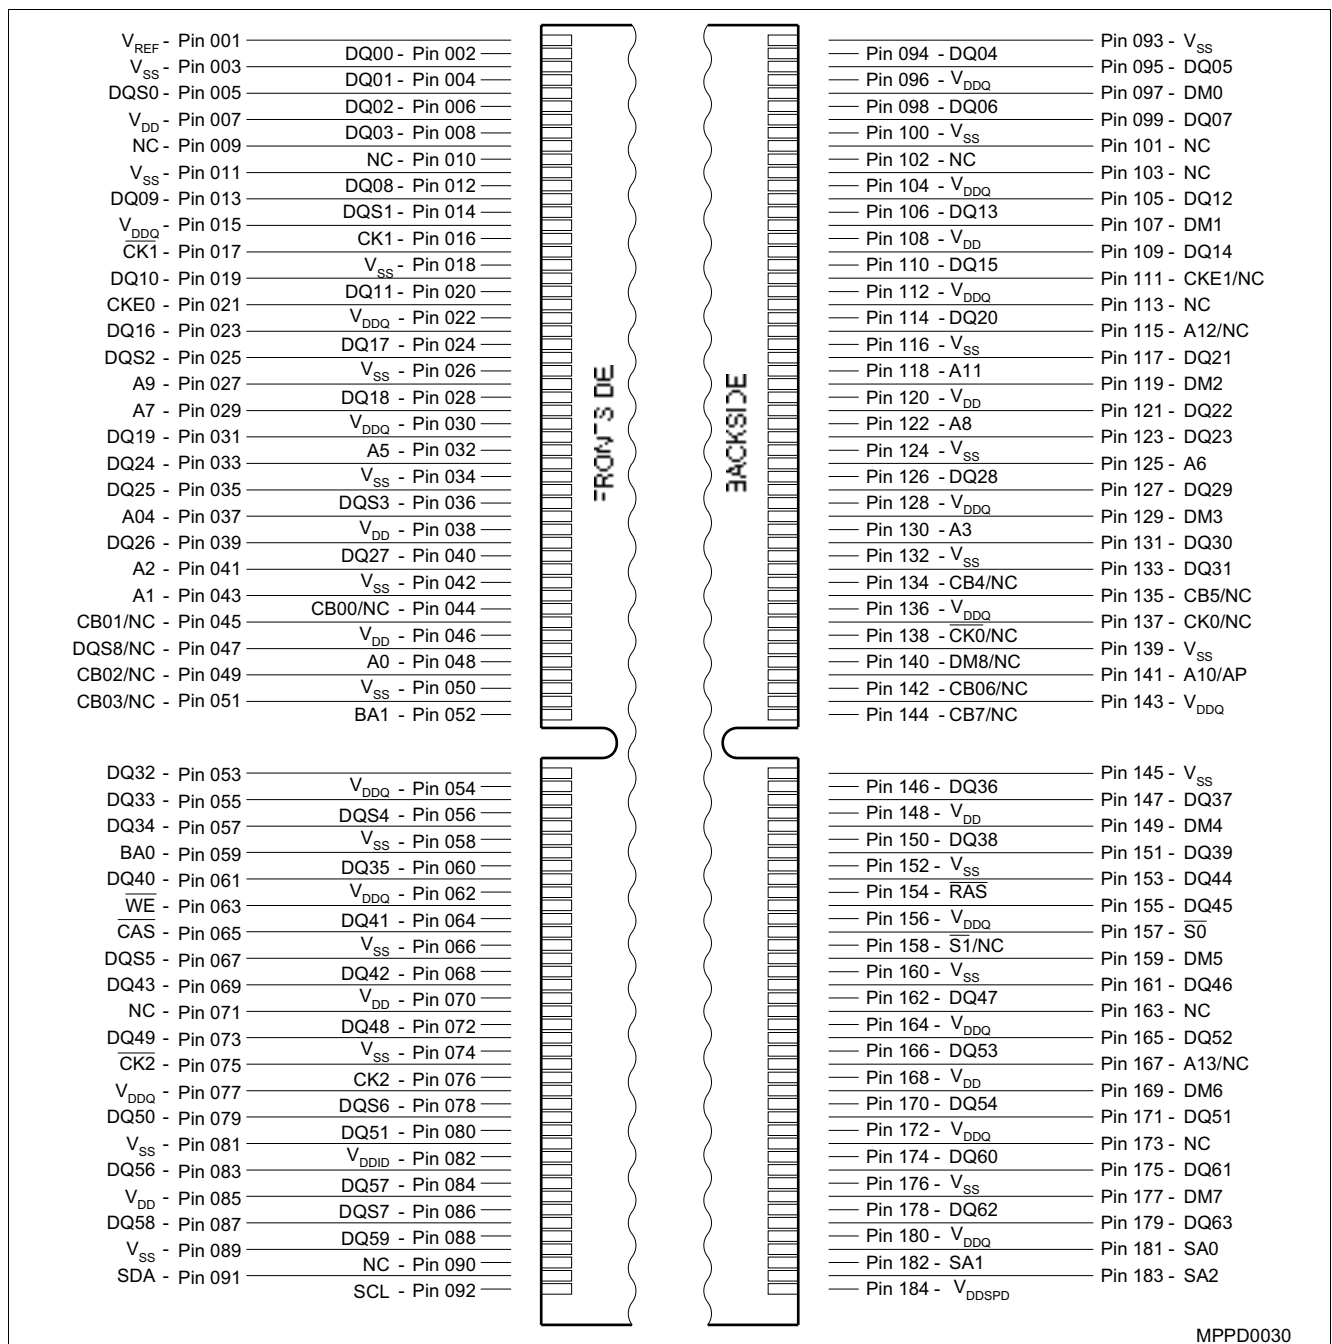 VREF - Pin 001
DQ00 - Pin 002
VSS - Pin 003
DQ01 - Pin 004
DQS0 - Pin 005
DQ02 - Pin 006
VDD - Pin 007
DQ03 - Pin 008
NC - Pin 009
NC - Pin 010
VSS - Pin 011
DQ08 - Pin 012
DQ09 - Pin 013
DQS1 - Pin 014
VDDQ - Pin 015
CK1 - Pin 016
C̅K̅1̅ - Pin 017
VSS - Pin 018
DQ10 - Pin 019
DQ11 - Pin 020
CKE0 - Pin 021
VDDQ - Pin 022
DQ16 - Pin 023
DQ17 - Pin 024
DQS2 - Pin 025
VSS - Pin 026
A9 - Pin 027
DQ18 - Pin 028
A7 - Pin 029
VDDQ - Pin 030
DQ19 - Pin 031
A5 - Pin 032
DQ24 - Pin 033
VSS - Pin 034
DQ25 - Pin 035
DQS3 - Pin 036
A04 - Pin 037
VDD - Pin 038
DQ26 - Pin 039
DQ27 - Pin 040
A2 - Pin 041
VSS - Pin 042
A1 - Pin 043
CB00/NC - Pin 044
CB01/NC - Pin 045
VDD - Pin 046
DQS8/NC - Pin 047
A0 - Pin 048
CB02/NC - Pin 049
VSS - Pin 050
CB03/NC - Pin 051
BA1 - Pin 052
DQ32 - Pin 053
VDDQ - Pin 054
DQ33 - Pin 055
DQS4 - Pin 056
DQ34 - Pin 057
VSS - Pin 058
BA0 - Pin 059
DQ35 - Pin 060
DQ40 - Pin 061
VDDQ - Pin 062
W̅E̅ - Pin 063
DQ41 - Pin 064
C̅A̅S̅ - Pin 065
VSS - Pin 066
DQS5 - Pin 067
DQ42 - Pin 068
DQ43 - Pin 069
VDD - Pin 070
NC - Pin 071
DQ48 - Pin 072
DQ49 - Pin 073
VSS - Pin 074
C̅K̅2̅ - Pin 075
CK2 - Pin 076
VDDQ - Pin 077
DQS6 - Pin 078
DQ50 - Pin 079
DQ51 - Pin 080
VSS - Pin 081
VDDID - Pin 082
DQ56 - Pin 083
DQ57 - Pin 084
VDD - Pin 085
DQS7 - Pin 086
DQ58 - Pin 087
DQ59 - Pin 088
VSS - Pin 089
NC - Pin 090
SDA - Pin 091
SCL - Pin 092
FRONTSIDE
BACKSIDE
Pin 093 - VSS
Pin 094 - DQ04
Pin 095 - DQ05
Pin 096 - VDDQ
Pin 097 - DM0
Pin 098 - DQ06
Pin 099 - DQ07
Pin 100 - VSS
Pin 101 - NC
Pin 102 - NC
Pin 103 - NC
Pin 104 - VDDQ
Pin 105 - DQ12
Pin 106 - DQ13
Pin 107 - DM1
Pin 108 - VDD
Pin 109 - DQ14
Pin 110 - DQ15
Pin 111 - CKE1/NC
Pin 112 - VDDQ
Pin 113 - NC
Pin 114 - DQ20
Pin 115 - A12/NC
Pin 116 - VSS
Pin 117 - DQ21
Pin 118 - A11
Pin 119 - DM2
Pin 120 - VDD
Pin 121 - DQ22
Pin 122 - A8
Pin 123 - DQ23
Pin 124 - VSS
Pin 125 - A6
Pin 126 - DQ28
Pin 127 - DQ29
Pin 128 - VDDQ
Pin 129 - DM3
Pin 130 - A3
Pin 131 - DQ30
Pin 132 - VSS
Pin 133 - DQ31
Pin 134 - CB4/NC
Pin 135 - CB5/NC
Pin 136 - VDDQ
Pin 137 - CK0/NC
Pin 138 - C̅K̅0̅/NC
Pin 139 - VSS
Pin 140 - DM8/NC
Pin 141 - A10/AP
Pin 142 - CB06/NC
Pin 143 - VDDQ
Pin 144 - CB7/NC
Pin 145 - VSS
Pin 146 - DQ36
Pin 147 - DQ37
Pin 148 - VDD
Pin 149 - DM4
Pin 150 - DQ38
Pin 151 - DQ39
Pin 152 - VSS
Pin 153 - DQ44
Pin 154 - R̅A̅S̅
Pin 155 - DQ45
Pin 156 - VDDQ
Pin 157 - S̅0̅
Pin 158 - S̅1̅/NC
Pin 159 - DM5
Pin 160 - VSS
Pin 161 - DQ46
Pin 162 - DQ47
Pin 163 - NC
Pin 164 - VDDQ
Pin 165 - DQ52
Pin 166 - DQ53
Pin 167 - A13/NC
Pin 168 - VDD
Pin 169 - DM6
Pin 170 - DQ54
Pin 171 - DQ51
Pin 172 - VDDQ
Pin 173 - NC
Pin 174 - DQ60
Pin 175 - DQ61
Pin 176 - VSS
Pin 177 - DM7
Pin 178 - DQ62
Pin 179 - DQ63
Pin 180 - VDDQ
Pin 181 - SA0
Pin 182 - SA1
Pin 183 - SA2
Pin 184 - VDDSPD
MPPD0030